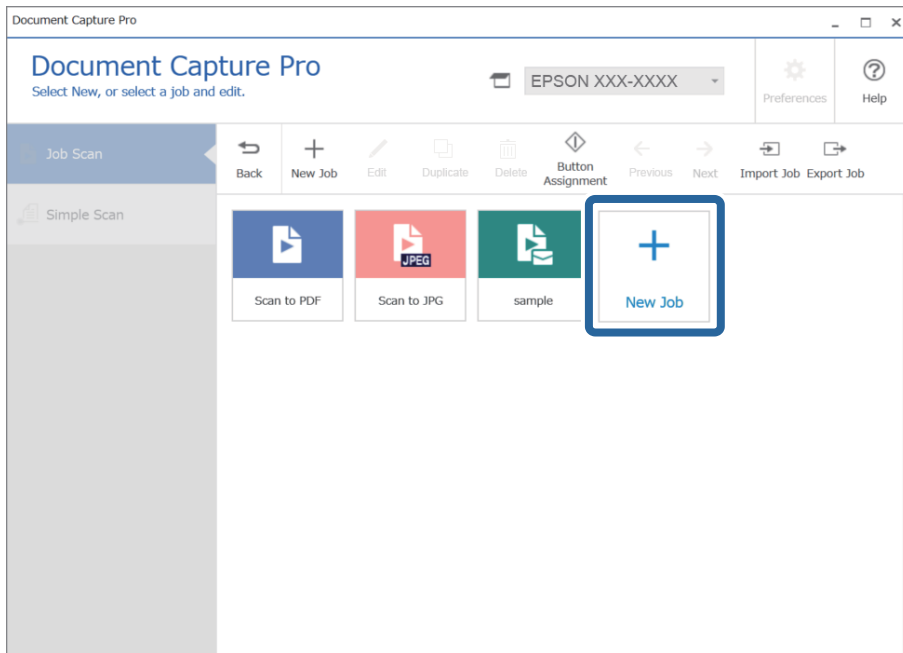 Document Capture Pro
Document Capture Pro
Select New, or select a job and edit.
EPSON XXX-XXXX
Preferences
Help
Job Scan
Simple Scan
Back
New Job
Edit
Duplicate
Delete
Button
Assignment
Previous
Next
Import Job
Export Job
Scan to PDF
JPEG
Scan to JPG
sample
New Job